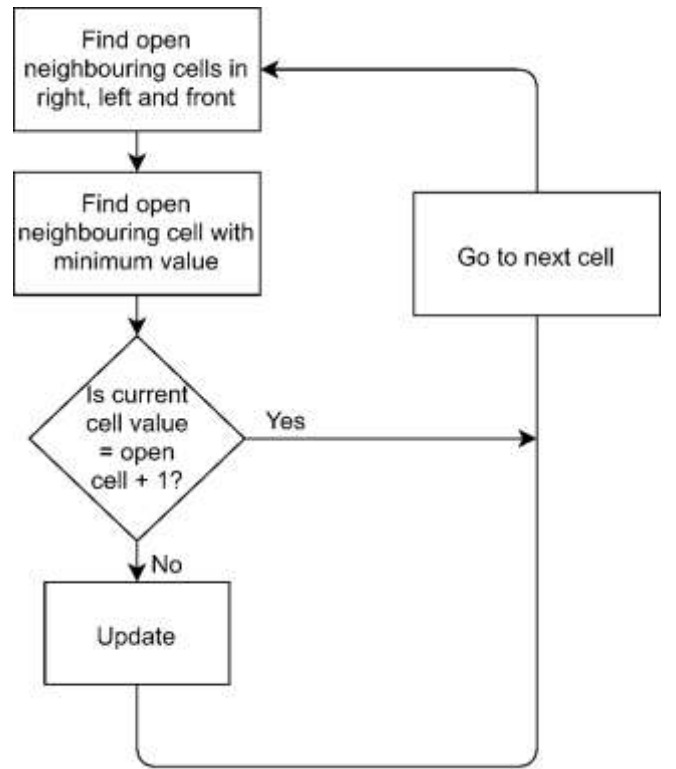 Find open
neighbouring cells in
right, left and front
Find open
neighbouring cell with
minimum value
Go to next cell
Is current
cell value
= open
cell + 1?
Yes
No
Update